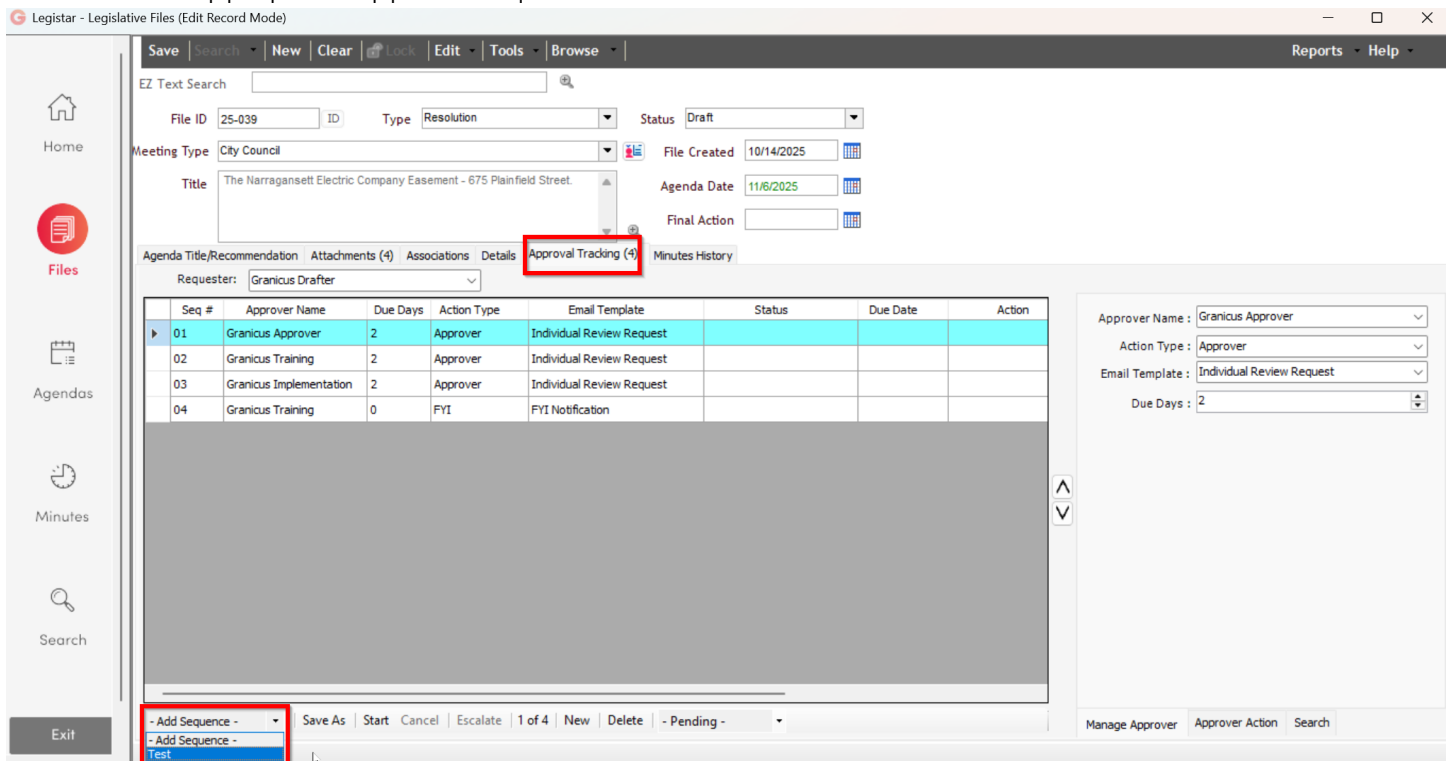 Legistar - Legislative Files (Edit Record Mode)
Save Search New Clear Lock Edit Tools Browse Reports Help
EZ Text Search
File ID 25-039 ID Type Resolution Status Draft
Meeting Type City Council File Created 10/14/2025
Title The Narragansett Electric Company Easement - 675 Plainfield Street. Agenda Date 11/6/2025
Final Action
Agenda Title/Recommendation Attachments (4) Associations Details Approval Tracking (4) Minutes History
Requester: Granicus Drafter
Seq # Approver Name Due Days Action Type Email Template Status Due Date Action
01 Granicus Approver 2 Approver Individual Review Request
02 Granicus Training 2 Approver Individual Review Request
03 Granicus Implementation 2 Approver Individual Review Request
04 Granicus Training 0 FYI FYI Notification
Approver Name : Granicus Approver
Action Type : Approver
Email Template : Individual Review Request
Due Days : 2
Home
Files
Agendas
Minutes
Search
Exit
- Add Sequence - Save As Start Cancel Escalate 1 of 4 New Delete - Pending -
- Add Sequence -
Test
Manage Approver Approver Action Search